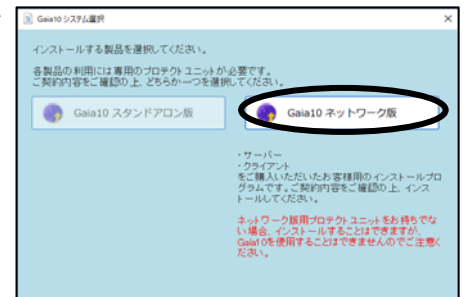 Gaia10 システム選択
インストールする製品を選択してください。
各製品の利用には専用のプロテクトユニットが必要です。
ご契約内容をご確認の上、どちらか一つを選択してください。
Gaia10 スタンドアロン版
Gaia10 ネットワーク版
・サーバー
・クライアント
をご購入いただいたお客様用のインストールプロ
グラムです。ご契約内容をご確認の上、インス
トールしてください。
ネットワーク版用プロテクトユニットをお持ちでな
い場合、インストールすることはできますが、
Gaia10を使用することはできませんのでご注意く
ださい。